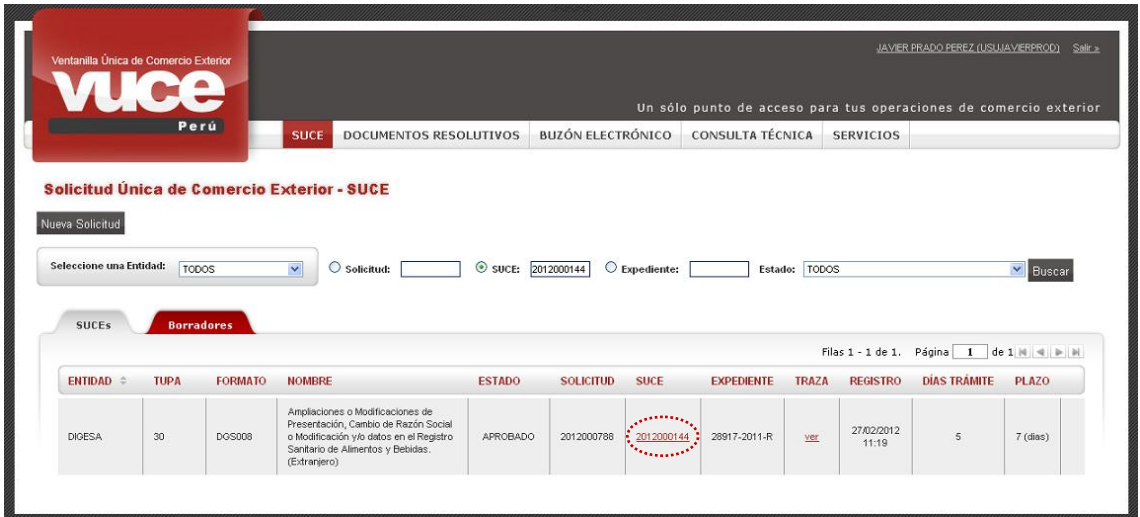 JAVIER PRADO PEREZ (USUJAVIERPROD) Salir »
Ventanilla Única de Comercio Exterior
vuce
Perú
Un sólo punto de acceso para tus operaciones de comercio exterior
SUCE DOCUMENTOS RESOLUTIVOS BUZÓN ELECTRÓNICO CONSULTA TÉCNICA SERVICIOS
Solicitud Única de Comercio Exterior - SUCE
Nueva Solicitud
Seleccione una Entidad: TODOS Solicitud: SUCE: 2012000144 Expediente: Estado: TODOS Buscar
SUCEs Borradores
Filas 1 - 1 de 1. Página 1 de 1
ENTIDAD TUPA FORMATO NOMBRE ESTADO SOLICITUD SUCE EXPEDIENTE TRAZA REGISTRO DÍAS TRÁMITE PLAZO
DIGESA 30 DGS008
Ampliaciones o Modificaciones de
Presentación, Cambio de Razón Social
o Modificación y/o datos en el Registro
Sanitario de Alimentos y Bebidas.
(Extranjero)
APROBADO 2012000788 2012000144 28917-2011-R ver
27/02/2012
11:19
5 7 (dias)